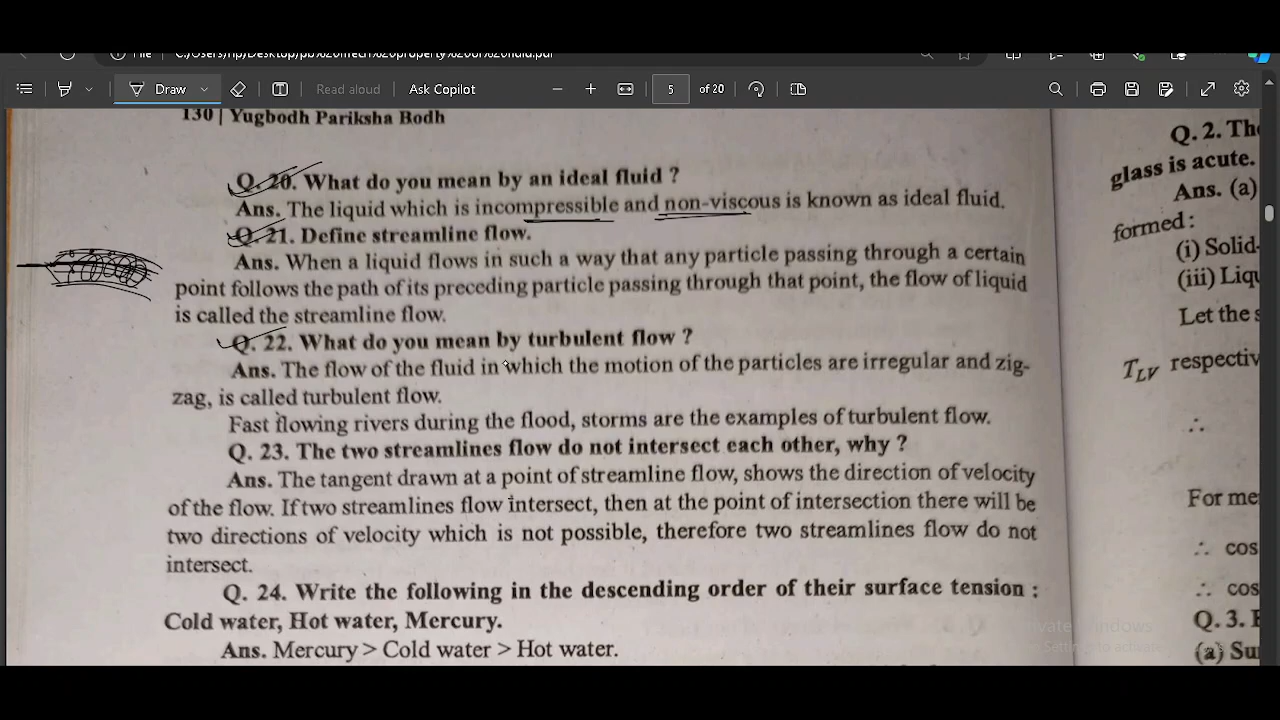 File
Draw
Read aloud
Ask Copilot
5
of 20
130 | Yugbodh Pariksha Bodh
Q. 20. What do you mean by an ideal fluid ?
Ans. The liquid which is incompressible and non-viscous is known as ideal fluid.
Q. 21. Define streamline flow.
Ans. When a liquid flows in such a way that any particle passing through a certain
point follows the path of its preceding particle passing through that point, the flow of liquid
is called the streamline flow.
Q. 22. What do you mean by turbulent flow ?
Ans. The flow of the fluid in which the motion of the particles are irregular and zig-
zag, is called turbulent flow.
Fast flowing rivers during the flood, storms are the examples of turbulent flow.
Q. 23. The two streamlines flow do not intersect each other, why ?
Ans. The tangent drawn at a point of streamline flow, shows the direction of velocity
of the flow. If two streamlines flow intersect, then at the point of intersection there will be
two directions of velocity which is not possible, therefore two streamlines flow do not
intersect.
Q. 24. Write the following in the descending order of their surface tension :
Cold water, Hot water, Mercury.
Ans. Mercury > Cold water > Hot water.
Q. 2. Th
glass is acute.
Ans. (a)
formed :
(i) Solid-
(iii) Liqu
Let the s
T_LV respectiv
∴
For me
∴ cos
∴ cos
Q. 3.
(a) Su